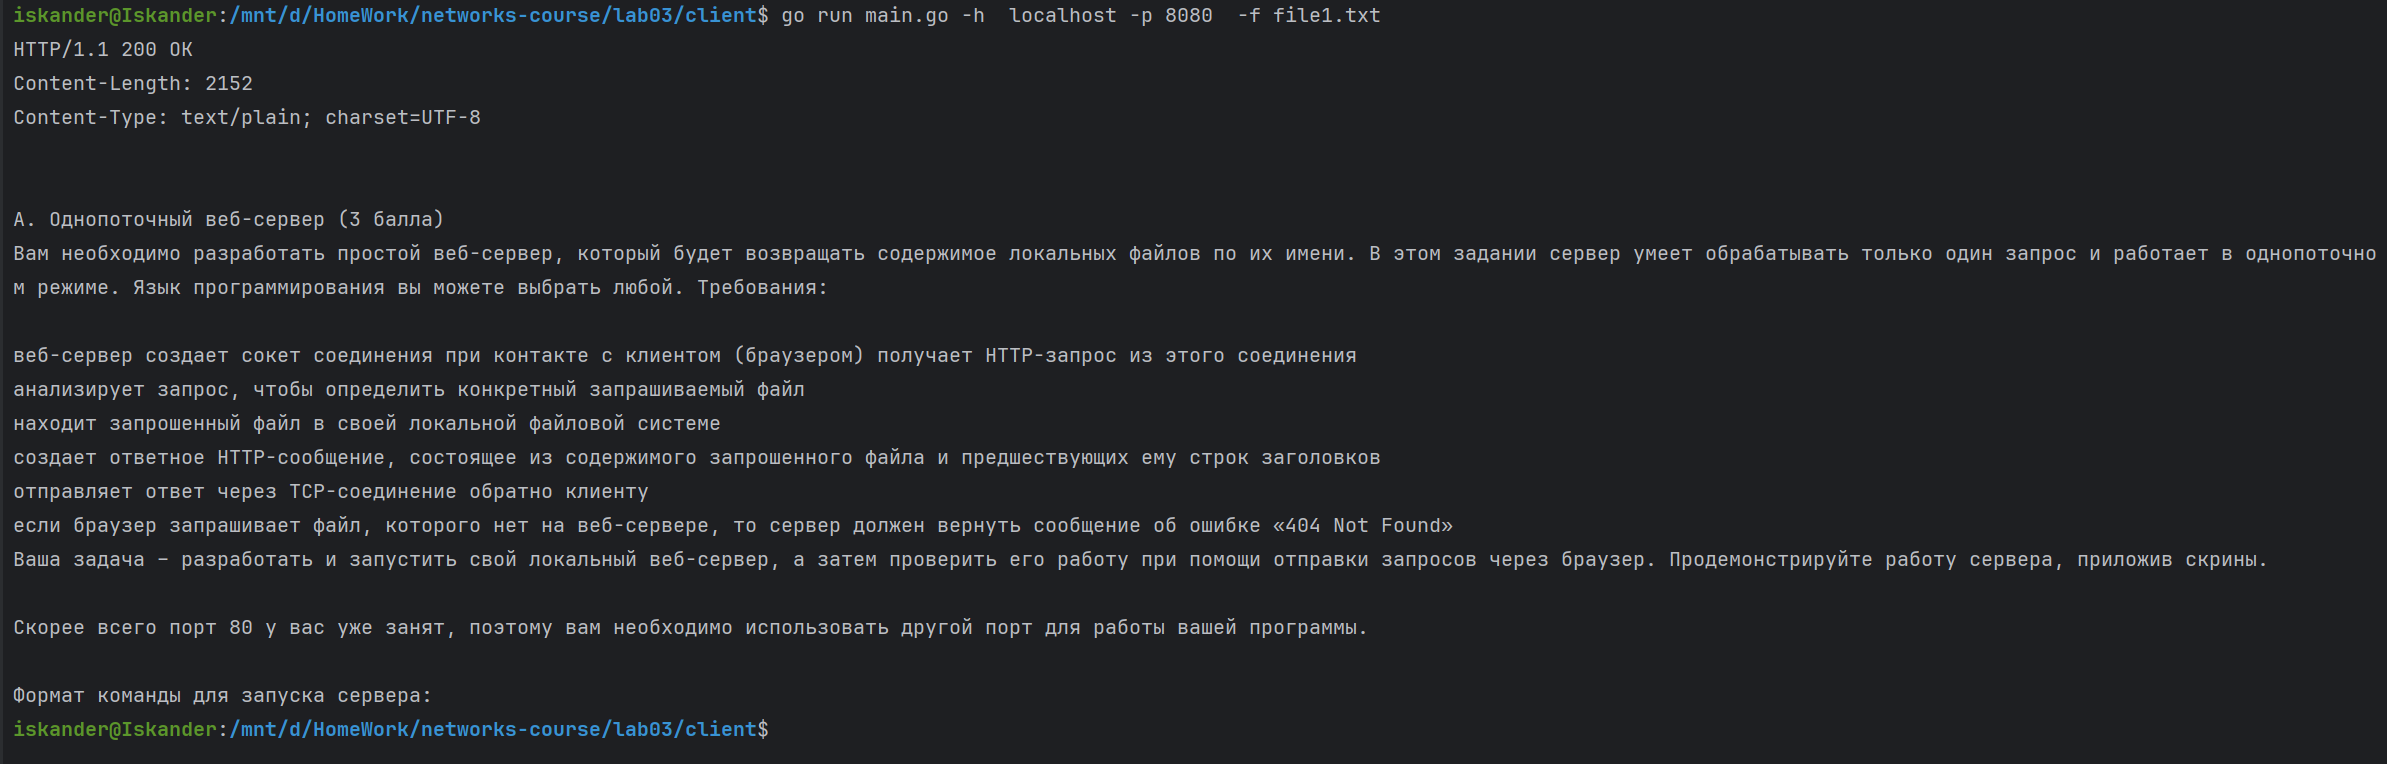 iskander@Iskander:/mnt/d/HomeWork/networks-course/lab03/client$ go run main.go -h  localhost -p 8080  -f file1.txt
HTTP/1.1 200 OK
Content-Length: 2152
Content-Type: text/plain; charset=UTF-8
А. Однопоточный веб-сервер (3 балла)
Вам необходимо разработать простой веб-сервер, который будет возвращать содержимое локальных файлов по их имени. В этом задании сервер умеет обрабатывать только один запрос и работает в однопоточно
м режиме. Язык программирования вы можете выбрать любой. Требования:
веб-сервер создает сокет соединения при контакте с клиентом (браузером) получает HTTP-запрос из этого соединения
анализирует запрос, чтобы определить конкретный запрашиваемый файл
находит запрошенный файл в своей локальной файловой системе
создает ответное HTTP-сообщение, состоящее из содержимого запрошенного файла и предшествующих ему строк заголовков
отправляет ответ через TCP-соединение обратно клиенту
если браузер запрашивает файл, которого нет на веб-сервере, то сервер должен вернуть сообщение об ошибке «404 Not Found»
Ваша задача – разработать и запустить свой локальный веб-сервер, а затем проверить его работу при помощи отправки запросов через браузер. Продемонстрируйте работу сервера, приложив скрины.
Скорее всего порт 80 у вас уже занят, поэтому вам необходимо использовать другой порт для работы вашей программы.
Формат команды для запуска сервера:
iskander@Iskander:/mnt/d/HomeWork/networks-course/lab03/client$